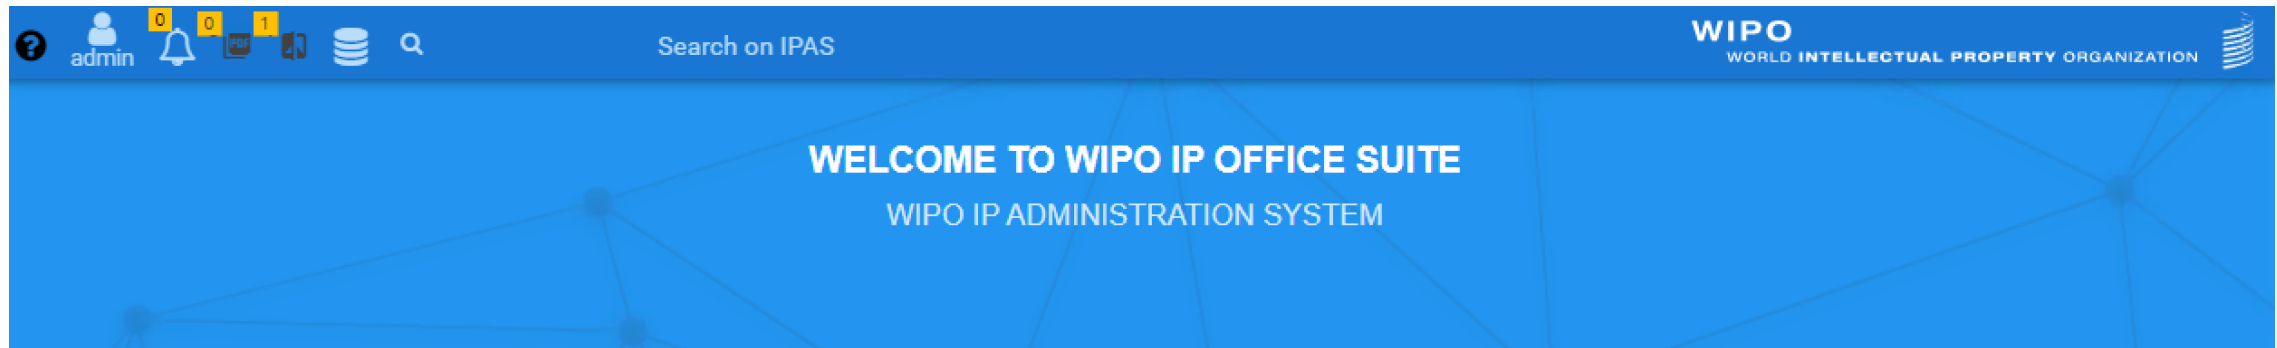 0 0 1
PDF
admin
Search on IPAS
WIPO
WORLD INTELLECTUAL PROPERTY ORGANIZATION
WELCOME TO WIPO IP OFFICE SUITE
WIPO IP ADMINISTRATION SYSTEM